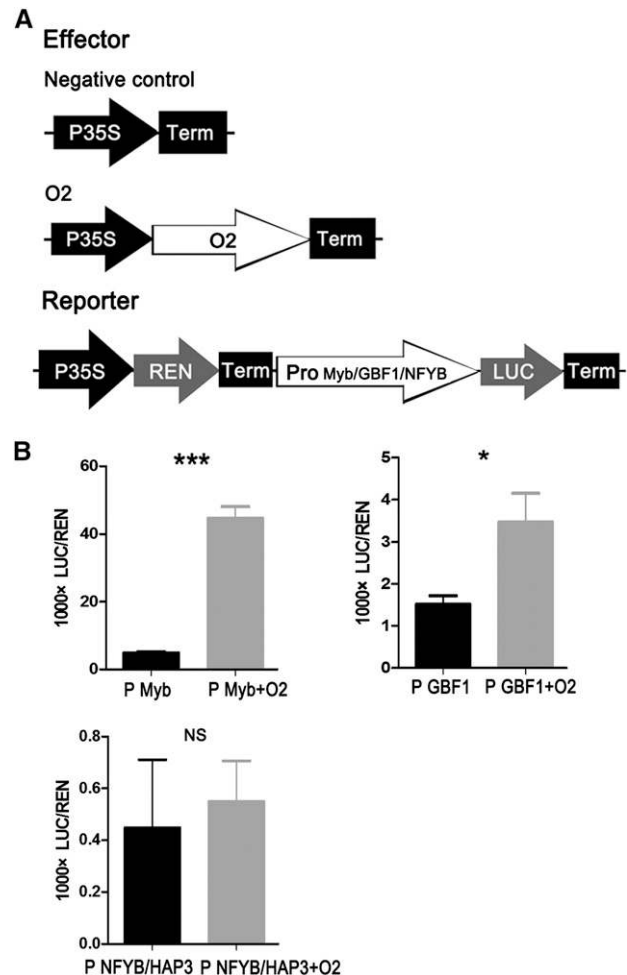 A
Effector
Negative control
P35S Term
O2
P35S O2 Term
Reporter
P35S REN Term Pro Myb/GBF1/NFYB LUC Term
B
***
1000× LUC/REN
60
40
20
0
P Myb P Myb+O2
*
1000× LUC/REN
5
4
3
2
1
0
P GBF1 P GBF1+O2
NS
1000× LUC/REN
0.8
0.6
0.4
0.2
0.0
P NFYB/HAP3 P NFYB/HAP3+O2